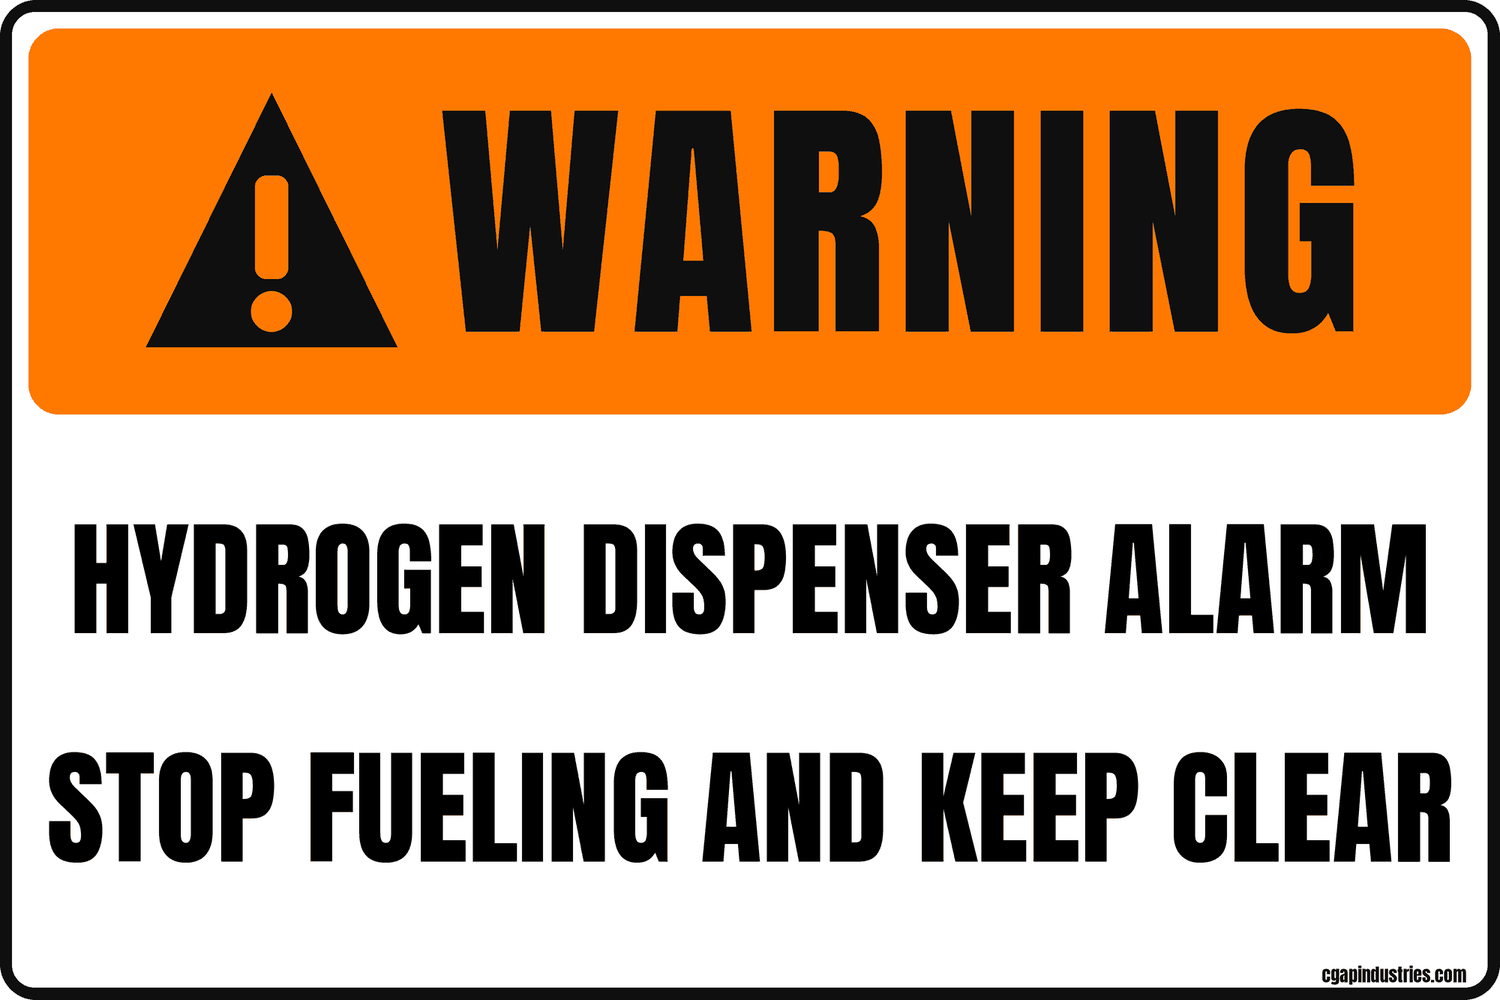 WARNING
HYDROGEN DISPENSER ALARM
STOP FUELING AND KEEP CLEAR
cgapindustries.com